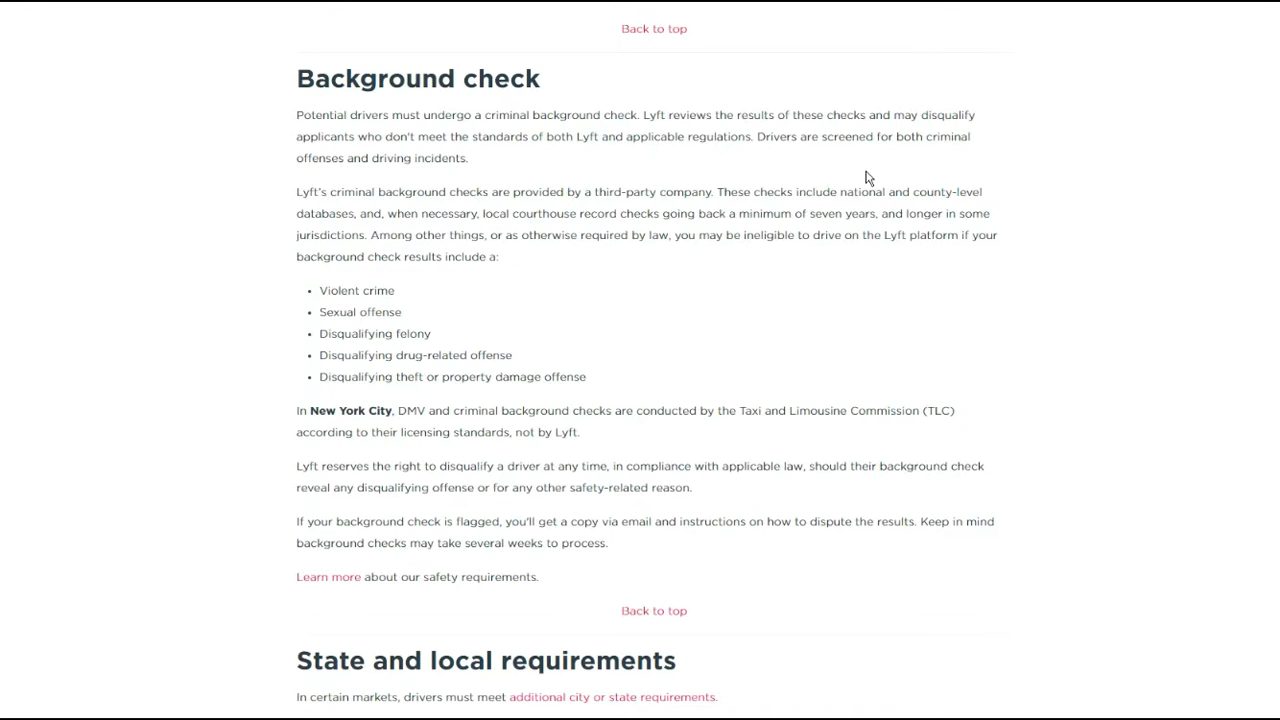 Back to top
Background check
Potential drivers must undergo a criminal background check. Lyft reviews the results of these checks and may disqualify
applicants who don't meet the standards of both Lyft and applicable regulations. Drivers are screened for both criminal
offenses and driving incidents.
Lyft's criminal background checks are provided by a third-party company. These checks include national and county-level
databases, and, when necessary, local courthouse record checks going back a minimum of seven years, and longer in some
jurisdictions. Among other things, or as otherwise required by law, you may be ineligible to drive on the Lyft platform if your
background check results include a:
• Violent crime
• Sexual offense
• Disqualifying felony
• Disqualifying drug-related offense
• Disqualifying theft or property damage offense
In New York City, DMV and criminal background checks are conducted by the Taxi and Limousine Commission (TLC)
according to their licensing standards, not by Lyft.
Lyft reserves the right to disqualify a driver at any time, in compliance with applicable law, should their background check
reveal any disqualifying offense or for any other safety-related reason.
If your background check is flagged, you'll get a copy via email and instructions on how to dispute the results. Keep in mind
background checks may take several weeks to process.
Learn more about our safety requirements.
Back to top
State and local requirements
In certain markets, drivers must meet additional city or state requirements.